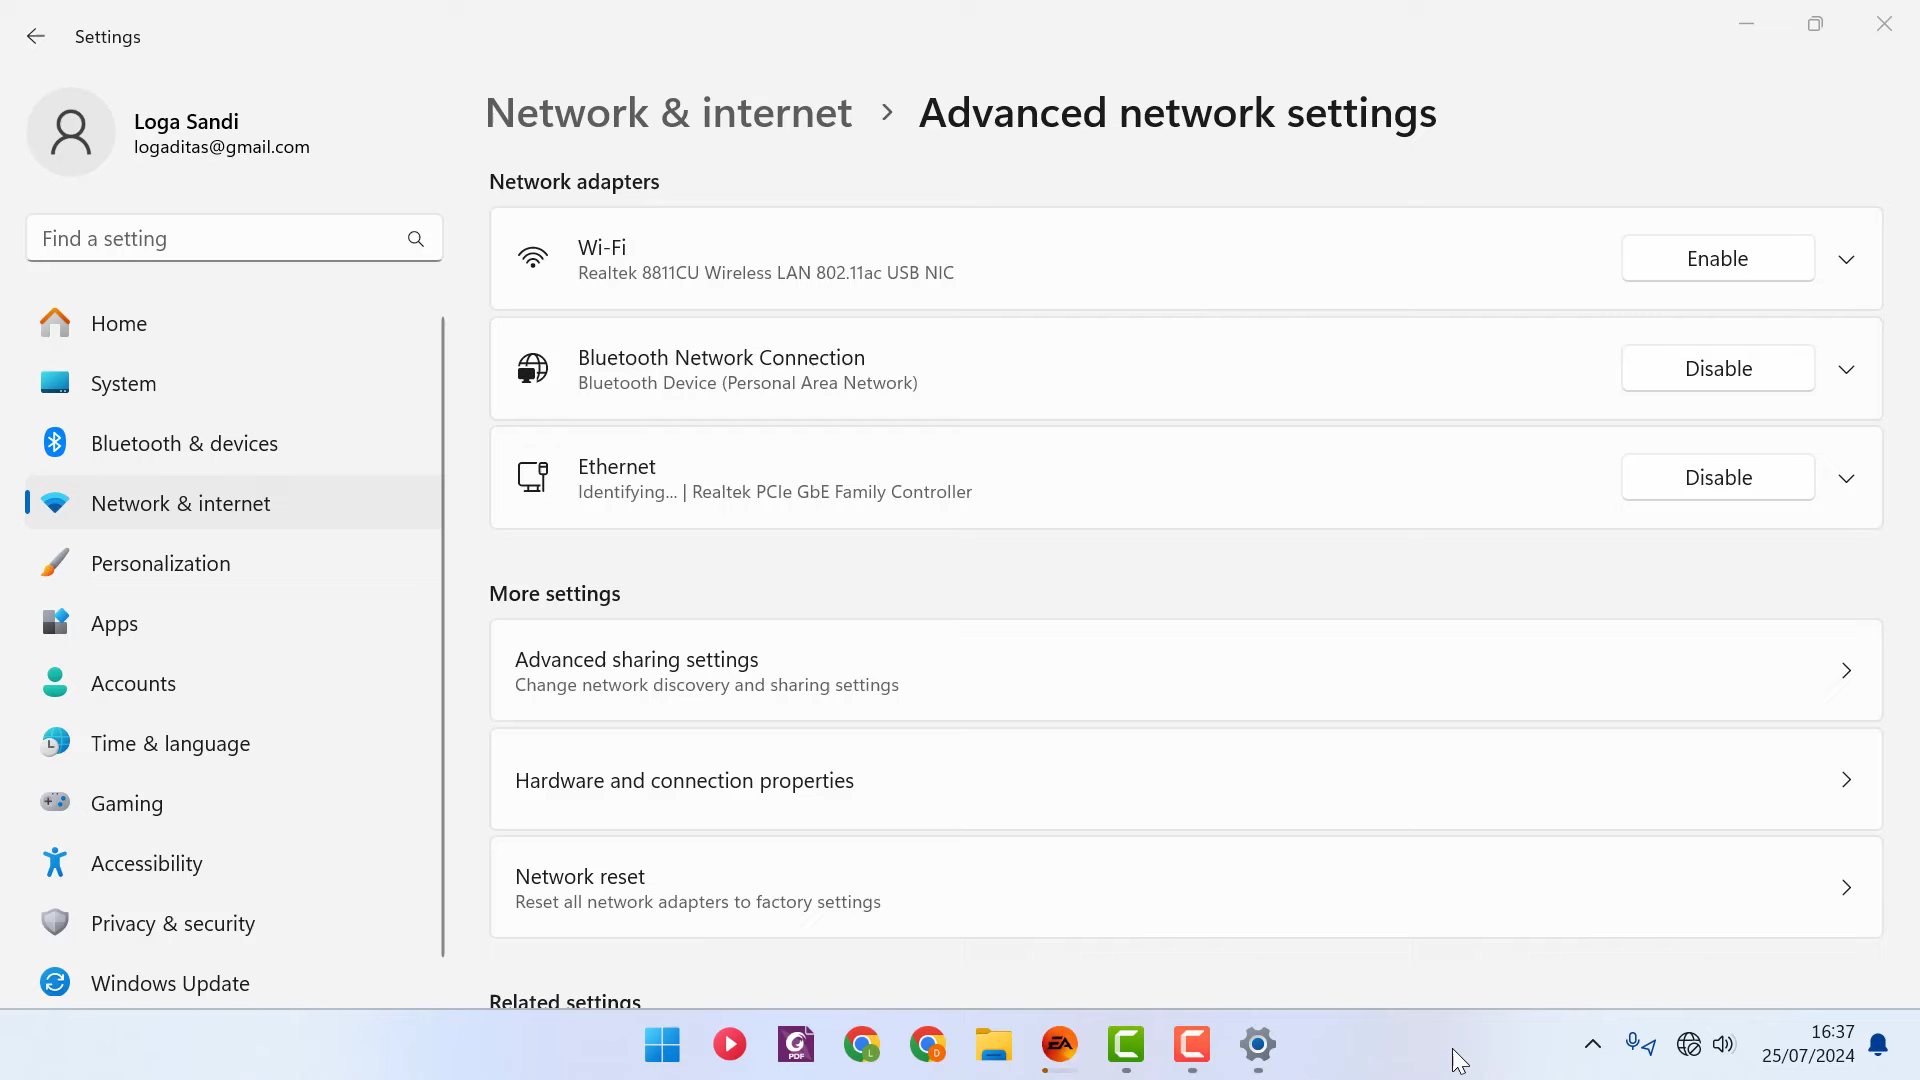 Settings
Loga Sandi
logaditas@gmail.com
Find a setting
Home
System
Bluetooth & devices
Network & internet
Personalization
Apps
Accounts
Time & language
Gaming
Accessibility
Privacy & security
Windows Update
Network & internet > Advanced network settings
Network adapters
Wi-Fi
Realtek 8811CU Wireless LAN 802.11ac USB NIC
Enable
Bluetooth Network Connection
Bluetooth Device (Personal Area Network)
Disable
Ethernet
Identifying... | Realtek PCIe GbE Family Controller
Disable
More settings
Advanced sharing settings
Change network discovery and sharing settings
Hardware and connection properties
Network reset
Reset all network adapters to factory settings
Related settings
PDF
L
D
EA
16:37
25/07/2024